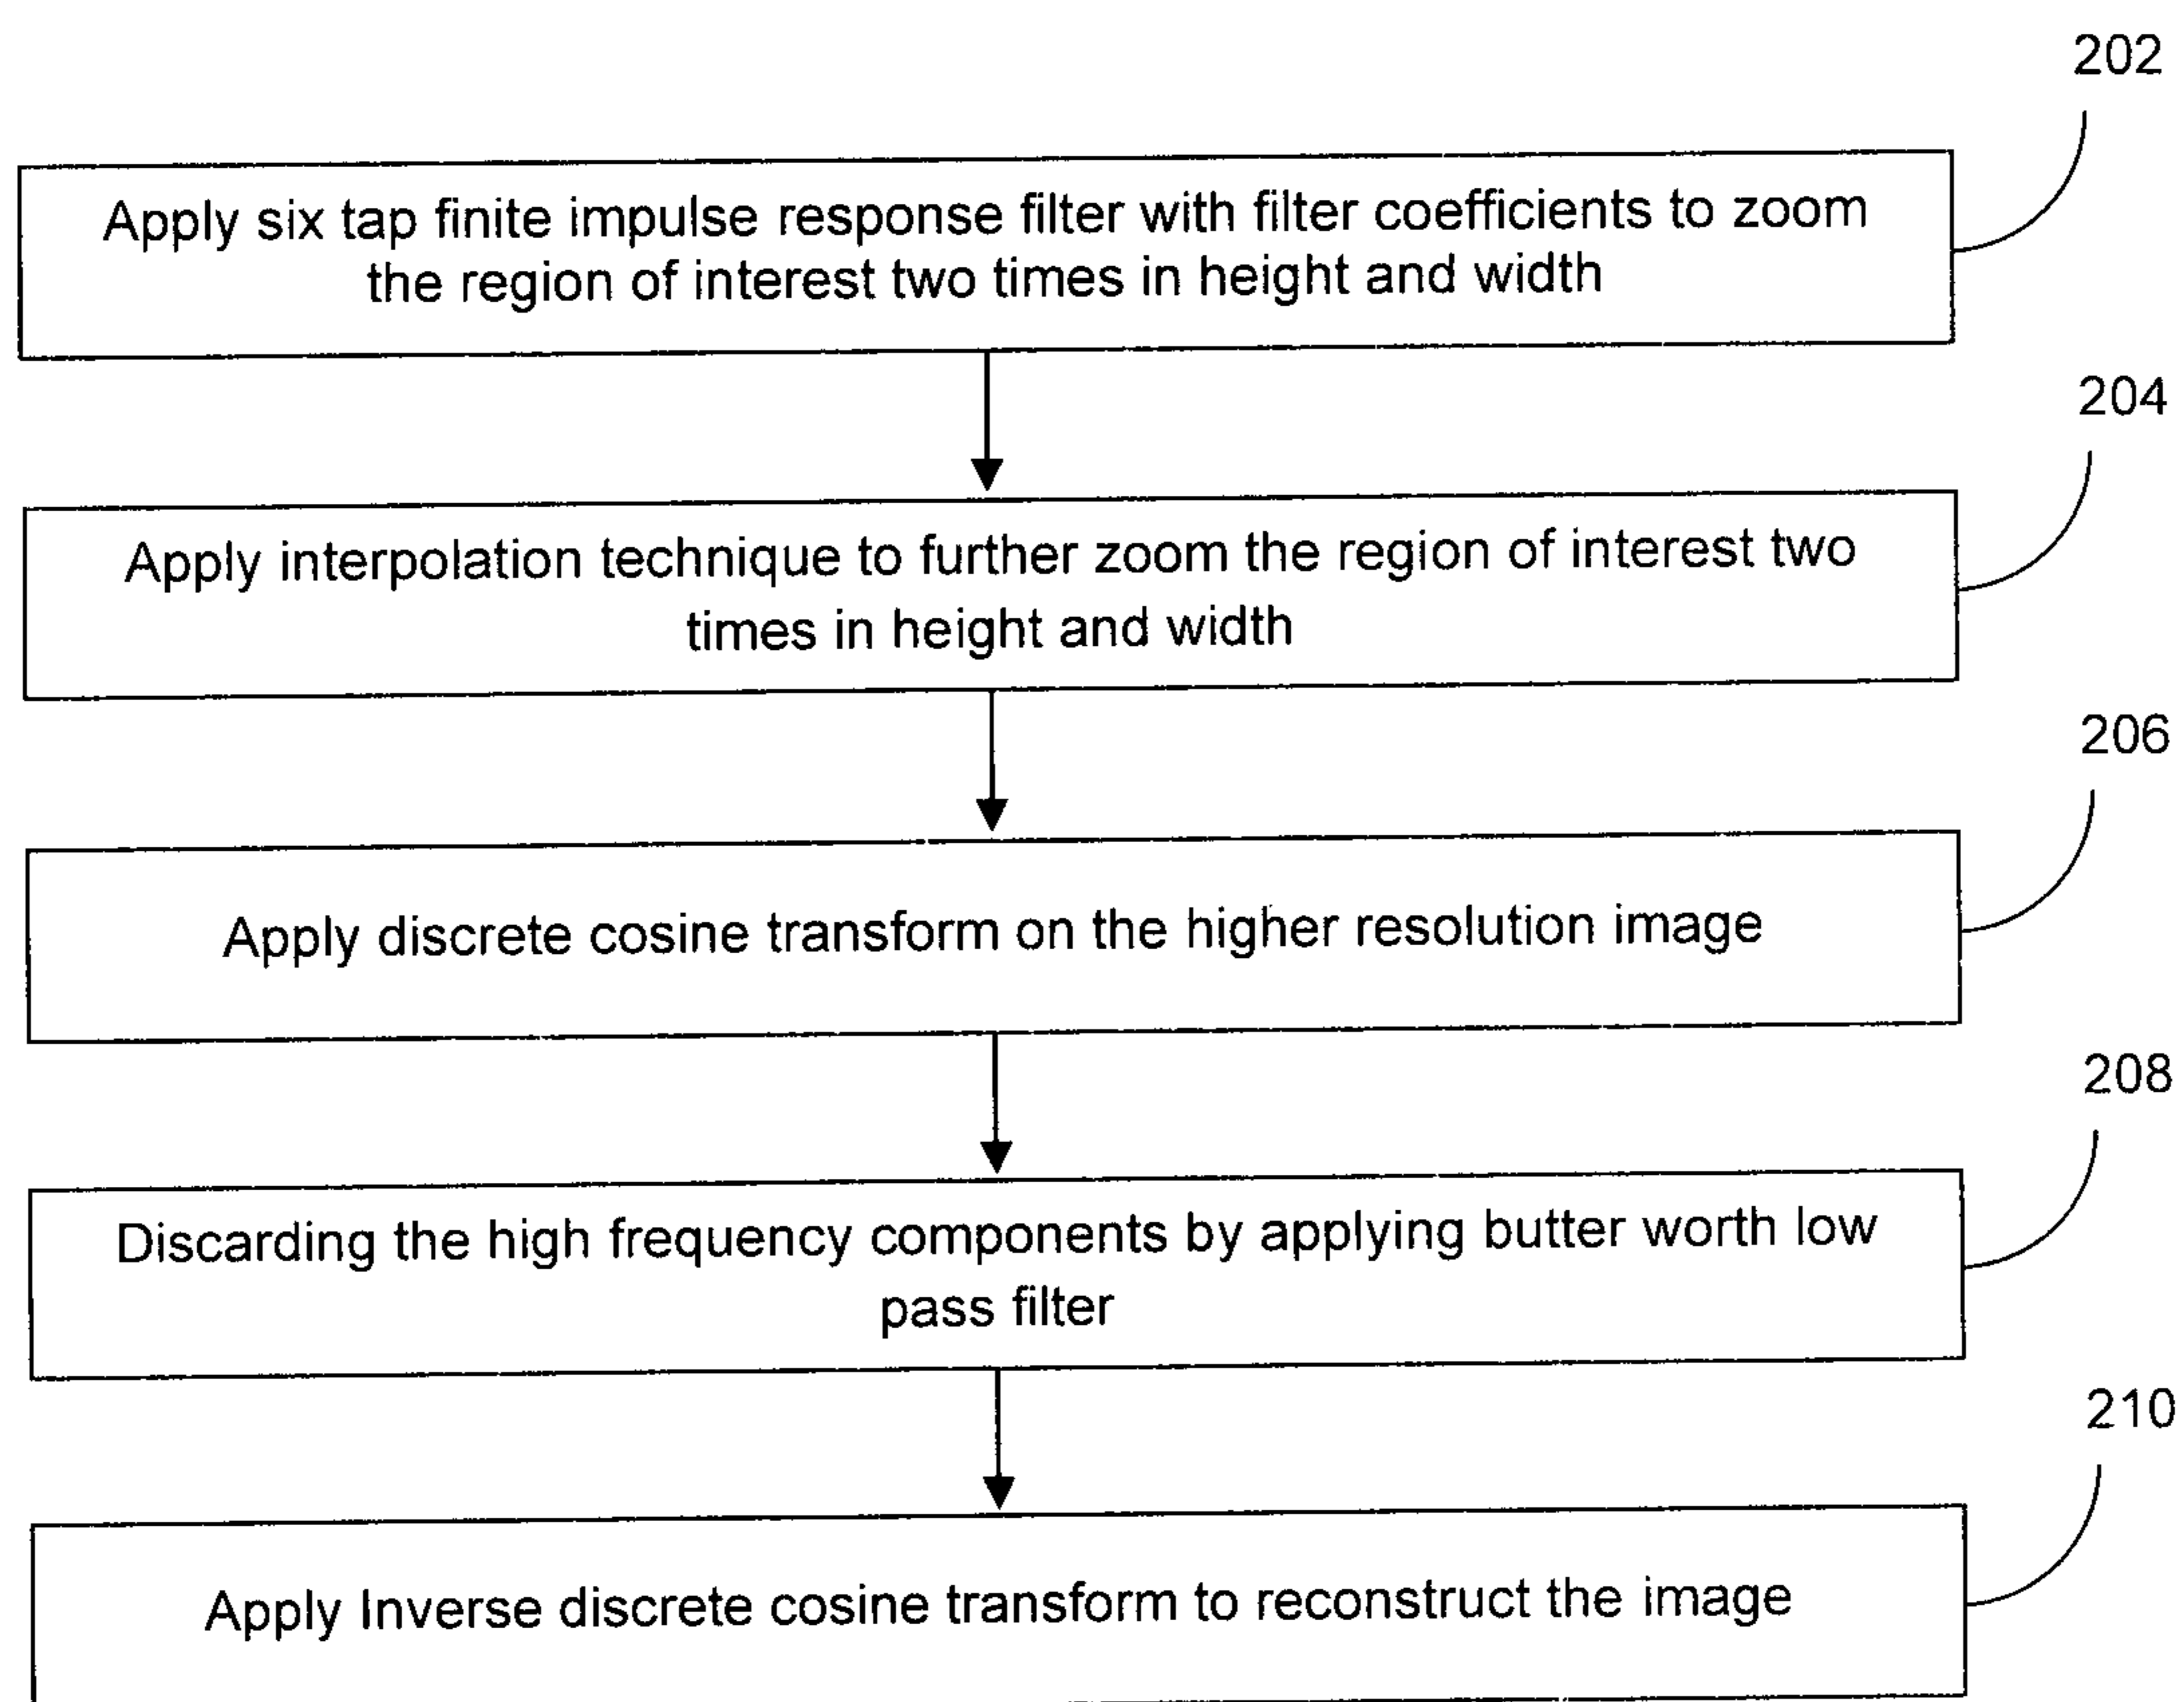 202
Apply six tap finite impulse response filter with filter coefficients to zoom
the region of interest two times in height and width
204
Apply interpolation technique to further zoom the region of interest two
times in height and width
206
Apply discrete cosine transform on the higher resolution image
208
Discarding the high frequency components by applying butter worth low
pass filter
210
Apply Inverse discrete cosine transform to reconstruct the image